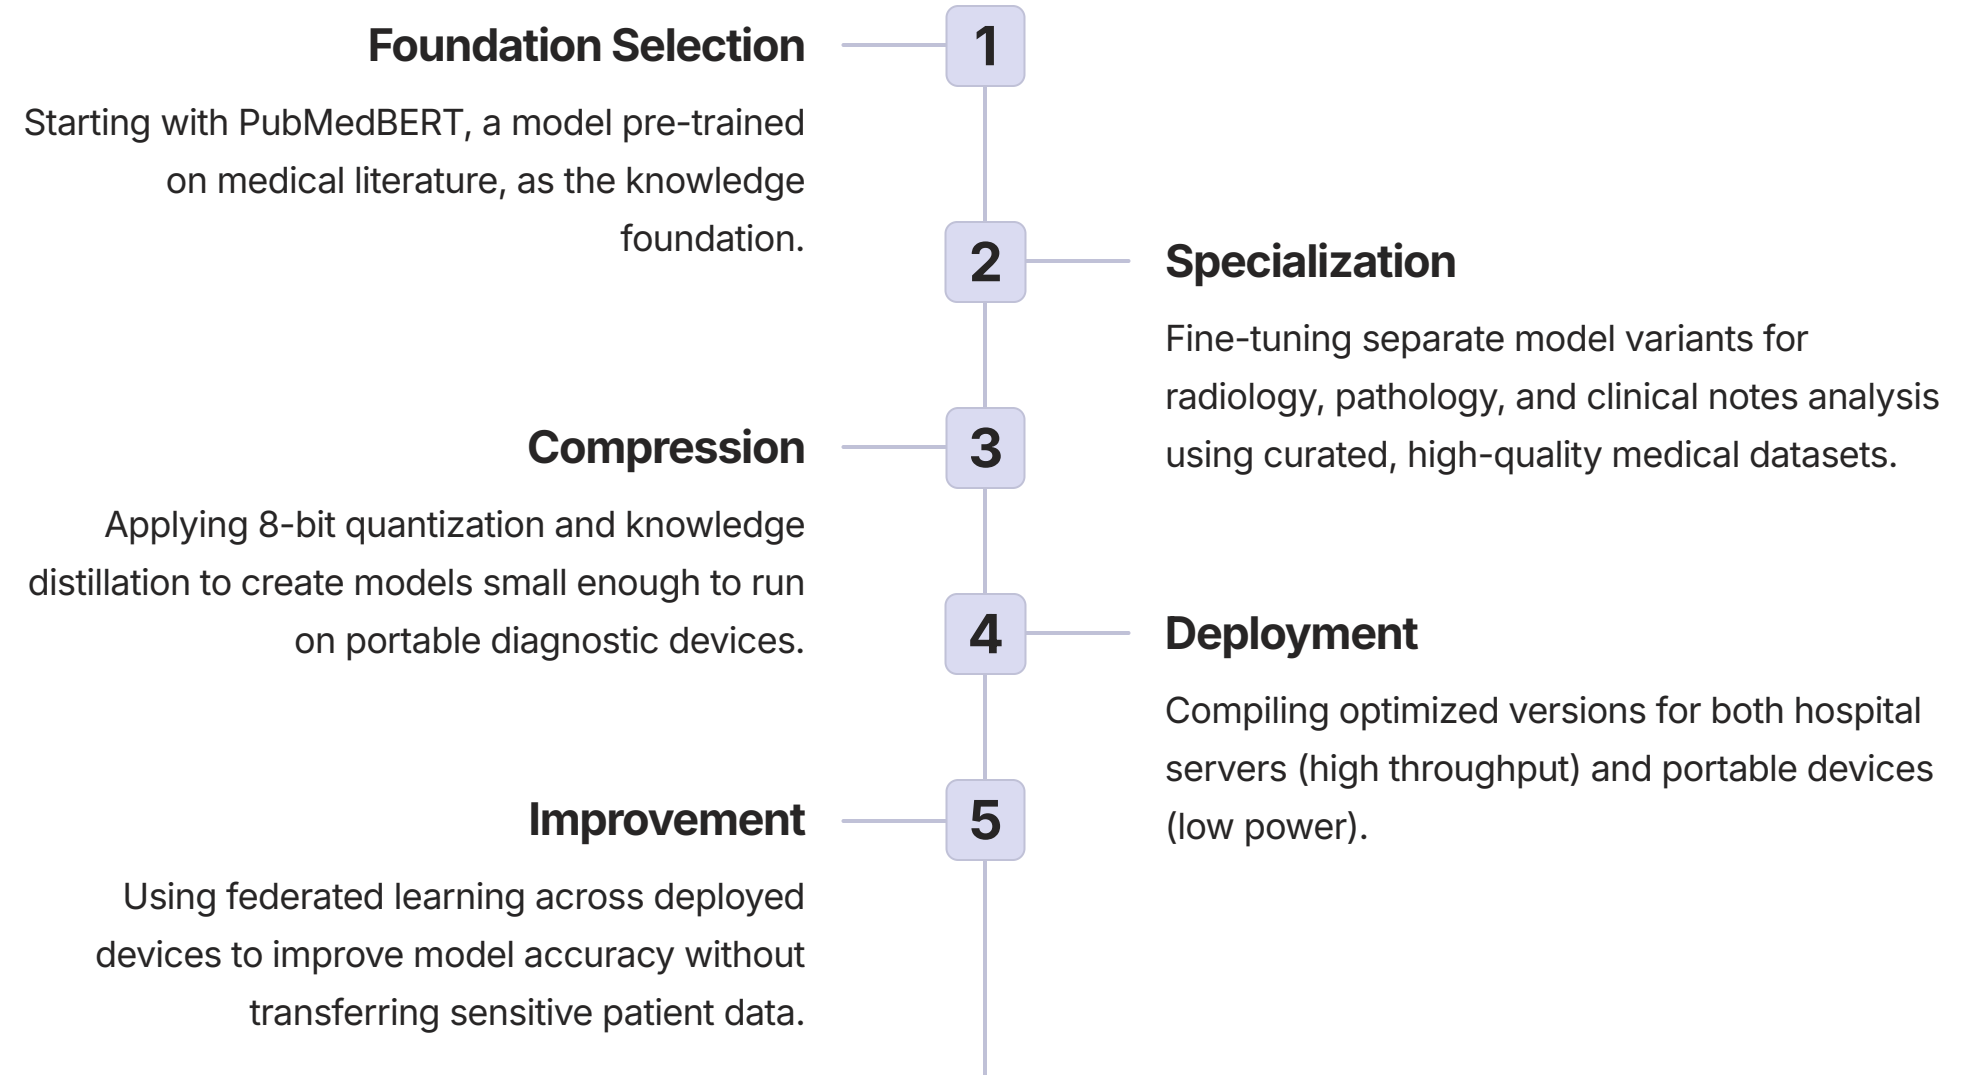 1
Foundation Selection
Starting with PubMedBERT, a model pre-trained
on medical literature, as the knowledge
foundation.
2
Specialization
Fine-tuning separate model variants for
radiology, pathology, and clinical notes analysis
using curated, high-quality medical datasets.
3
Compression
Applying 8-bit quantization and knowledge
distillation to create models small enough to run
on portable diagnostic devices.
4
Deployment
Compiling optimized versions for both hospital
servers (high throughput) and portable devices
(low power).
5
Improvement
Using federated learning across deployed
devices to improve model accuracy without
transferring sensitive patient data.